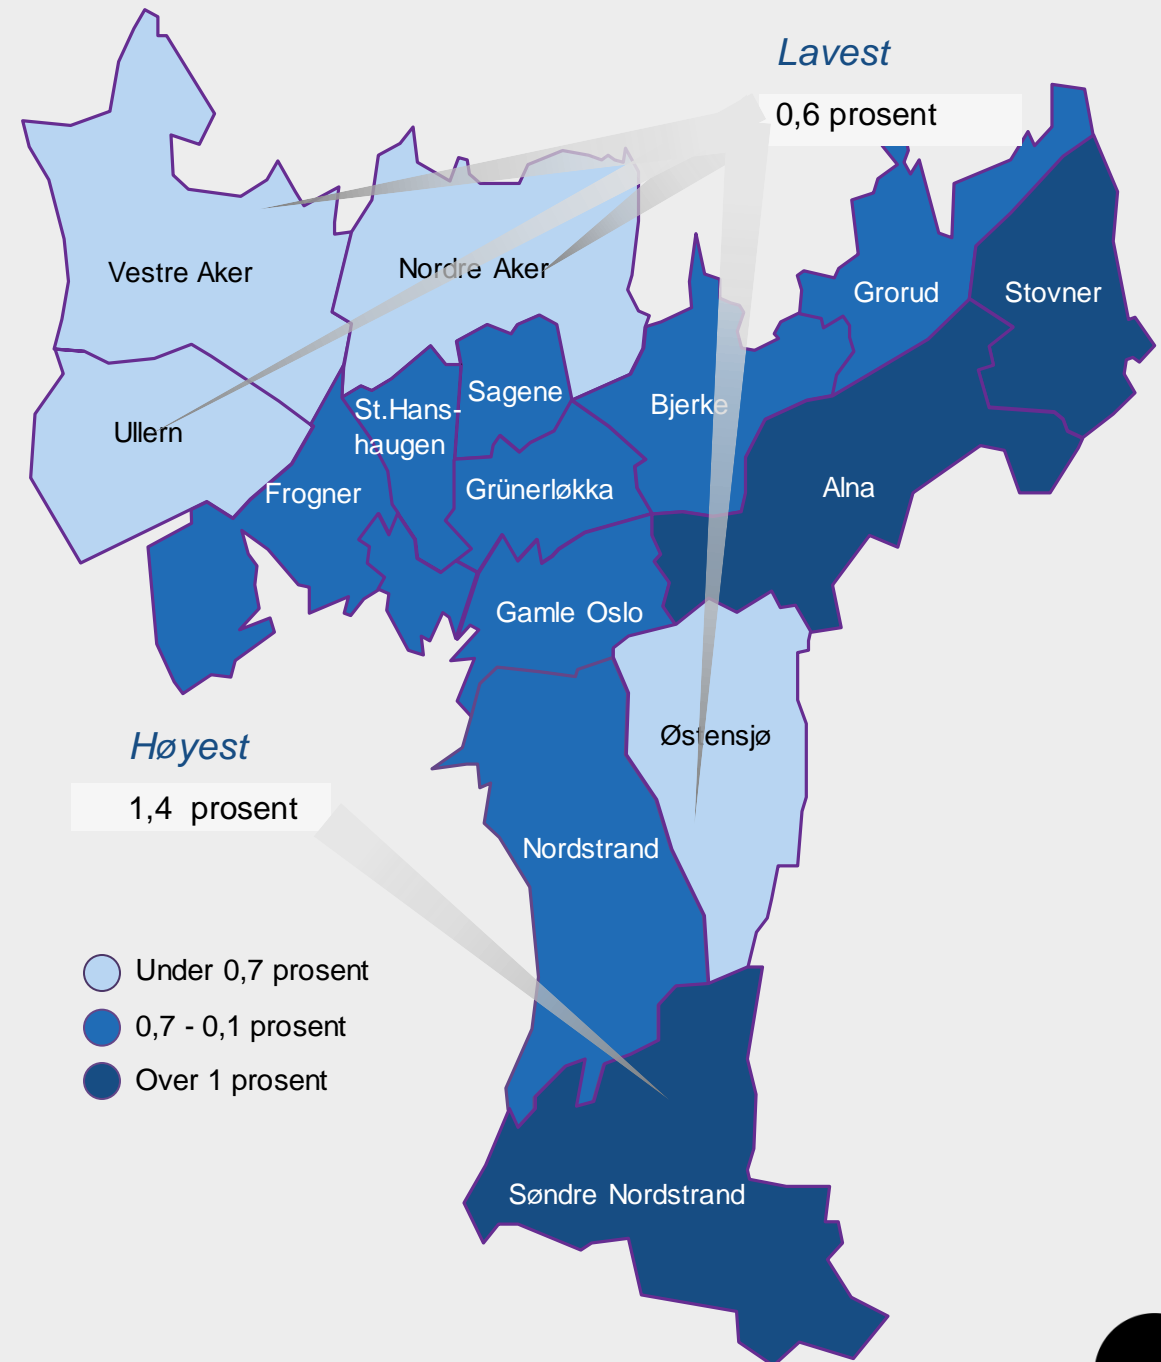 Lavest
0,6 prosent
Vestre Aker
Nordre Aker
Grorud
Stovner
Ullern
St.Hans-
haugen
Sagene
Bjerke
Frogner
Grünerløkka
Alna
Gamle Oslo
Østensjø
Høyest
1,4 prosent
Nordstrand
Under 0,7 prosent
0,7 - 0,1 prosent
Over 1 prosent
Søndre Nordstrand